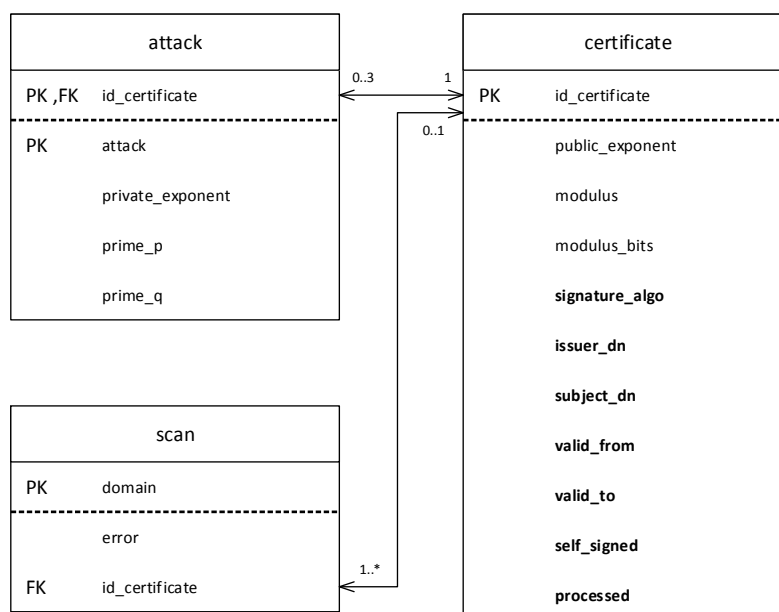 attack
PK ,FK id_certificate
PK attack
private_exponent
prime_p
prime_q
0..3
1
0..1
1..*
certificate
PK id_certificate
public_exponent
modulus
modulus_bits
signature_algo
issuer_dn
subject_dn
valid_from
valid_to
self_signed
processed
scan
PK domain
error
FK id_certificate